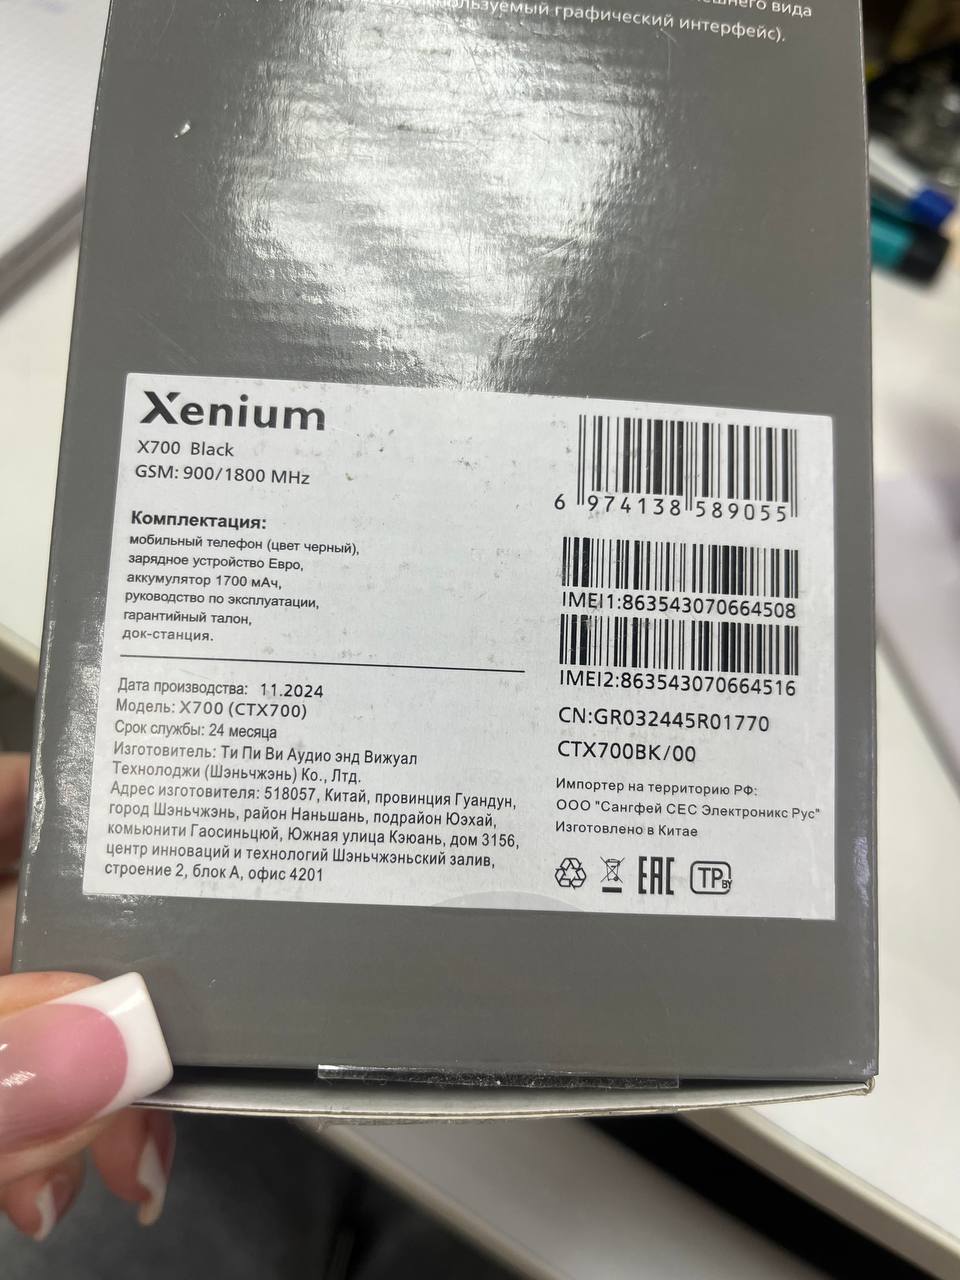 используемый графический интерфейс).
внешнего вида
Xenium
X700 Black
GSM: 900/1800 MHz
Комплектация:
мобильный телефон (цвет черный),
зарядное устройство Евро,
аккумулятор 1700 мАч,
руководство по эксплуатации,
гарантийный талон,
док-станция.
Дата производства: 11.2024
Модель: X700 (CTX700)
Срок службы: 24 месяца
Изготовитель: Ти Пи Ви Аудио энд Вижуал
Технолоджи (Шэньчжэнь) Ко., Лтд.
Адрес изготовителя: 518057, Китай, провинция Гуандун,
город Шэньчжэнь, район Наньшань, подрайон Юэхай,
комьюнити Гаосиньцюй, Южная улица Кэюань, дом 3156,
центр инноваций и технологий Шэньчжэньский залив,
строение 2, блок А, офис 4201
6 974138 589055
IMEI1:863543070664508
IMEI2:863543070664516
CN:GR032445R01770
CTX700BK/00
Импортер на территорию РФ:
ООО "Сангфей СЕС Электроникс Рус"
Изготовлено в Китае
EAC
TP BY